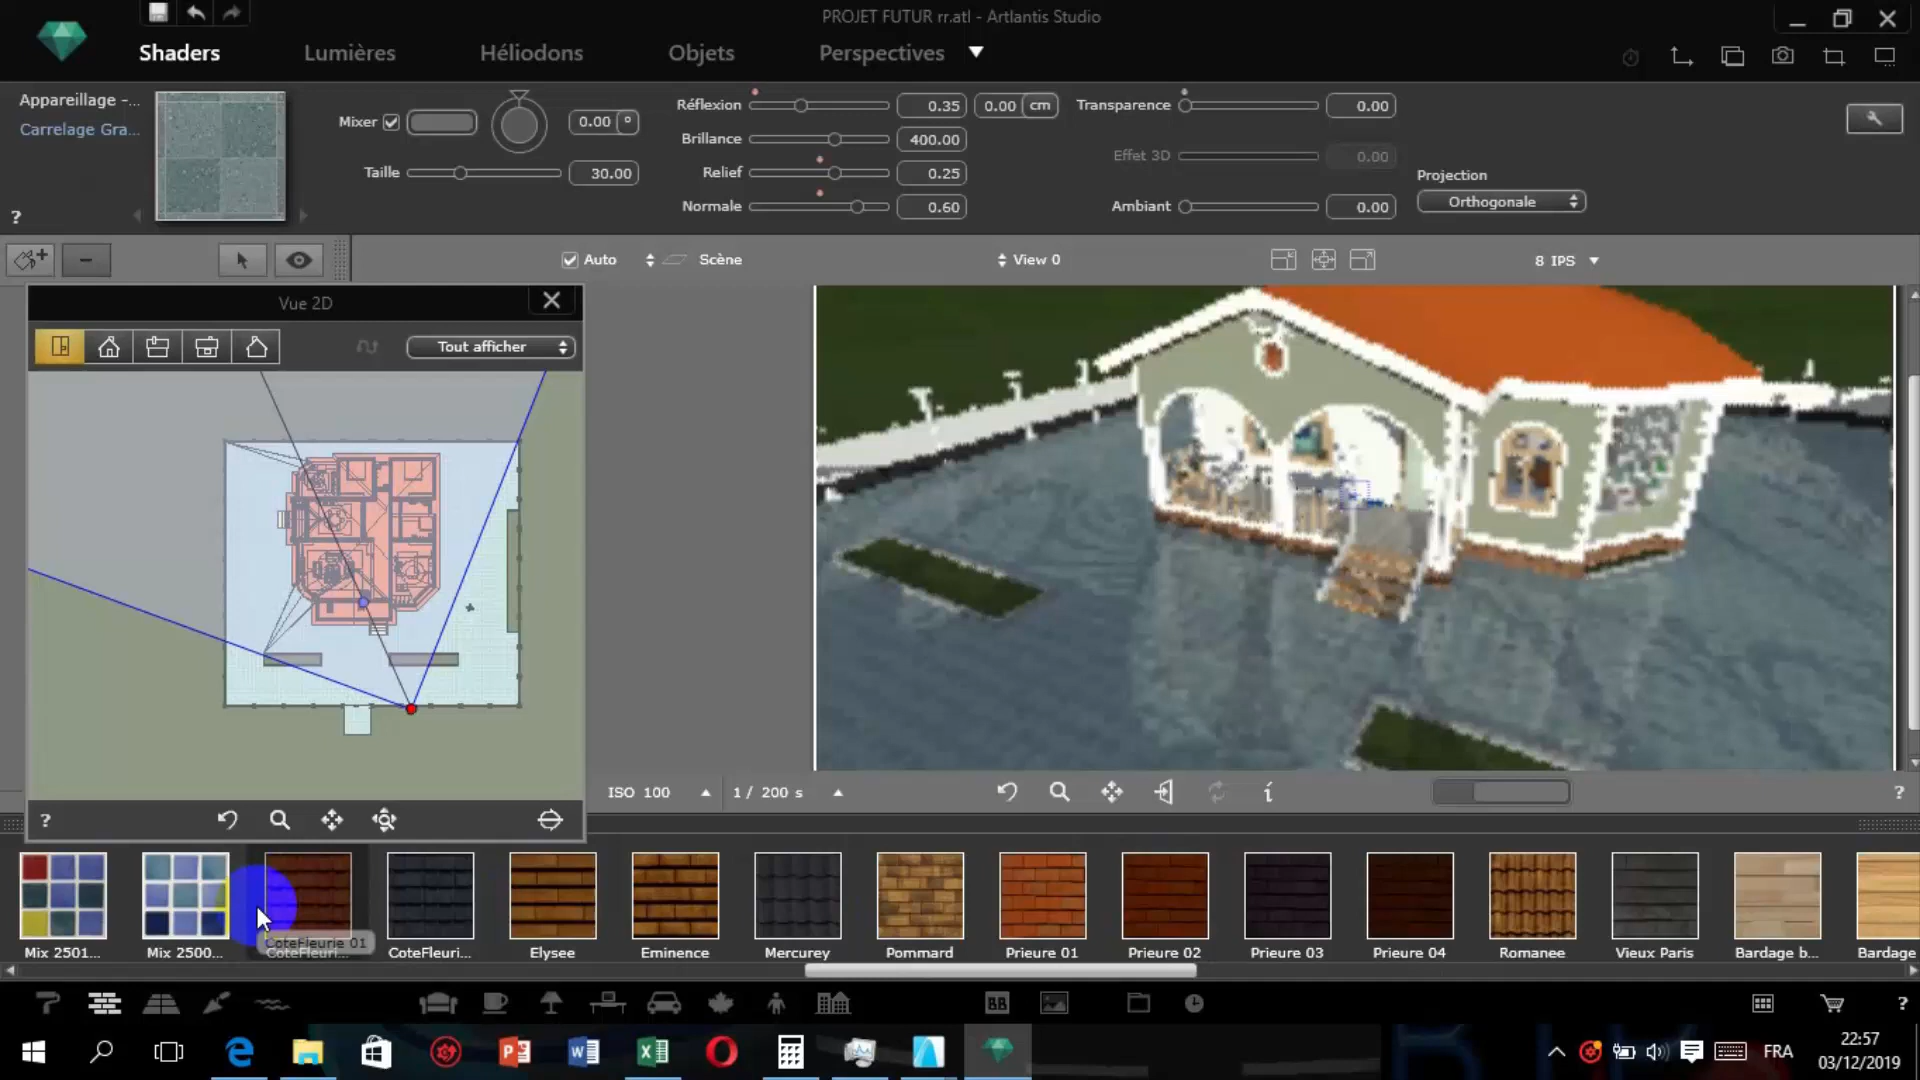 PROJET FUTUR rr.atl - Artlantis Studio
Shaders Lumières Héliodons Objets Perspectives
Appareillage -...
Carrelage Gra...
Mixer 0.00 °
Taille 30.00
Réflexion 0.35 0.00 cm
Brillance 400.00
Relief 0.25
Normale 0.60
Transparence 0.00
Effet 3D 0.00
Ambiant 0.00
Projection
Orthogonale
?
Auto Scène View 0 8 IPS
Vue 2D
Tout afficher
?
ISO 100 1 / 200 s ?
CoteFleurie 01
Mix 2501... Mix 2500... CoteFleuri... CoteFleuri... Elysee Eminence Mercurey Pommard Prieure 01 Prieure 02 Prieure 03 Prieure 04 Romanee Vieux Paris Bardage b... Bardage
BB ?
FRA
22:57
03/12/2019